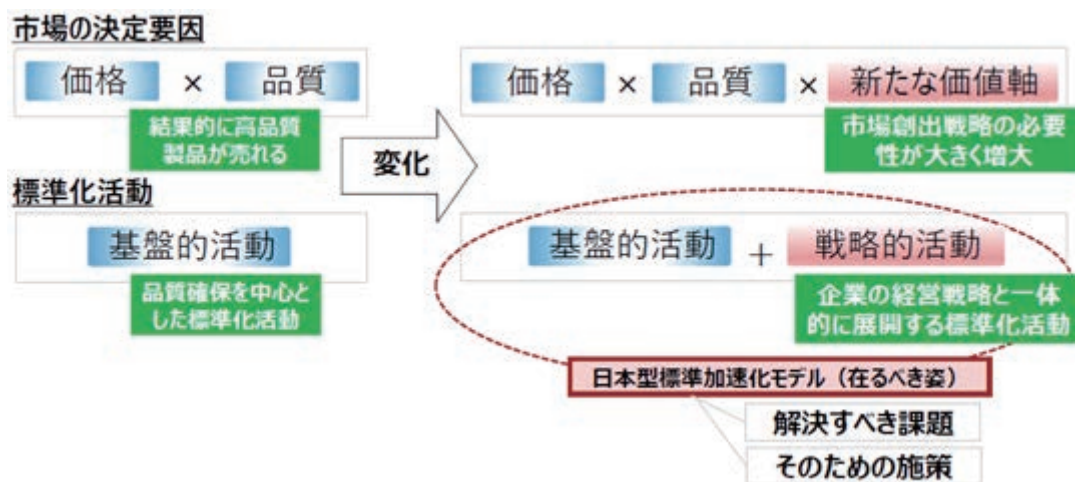 市場の決定要因
価格 × 品質
結果的に高品質
製品が売れる
変化
価格 × 品質 × 新たな価値軸
市場創出戦略の必要
性が大きく増大
標準化活動
基盤的活動
品質確保を中心と
した標準化活動
基盤的活動 + 戦略的活動
企業の経営戦略と一体
的に展開する標準化活動
日本型標準加速化モデル（在るべき姿）
解決すべき課題
そのための施策